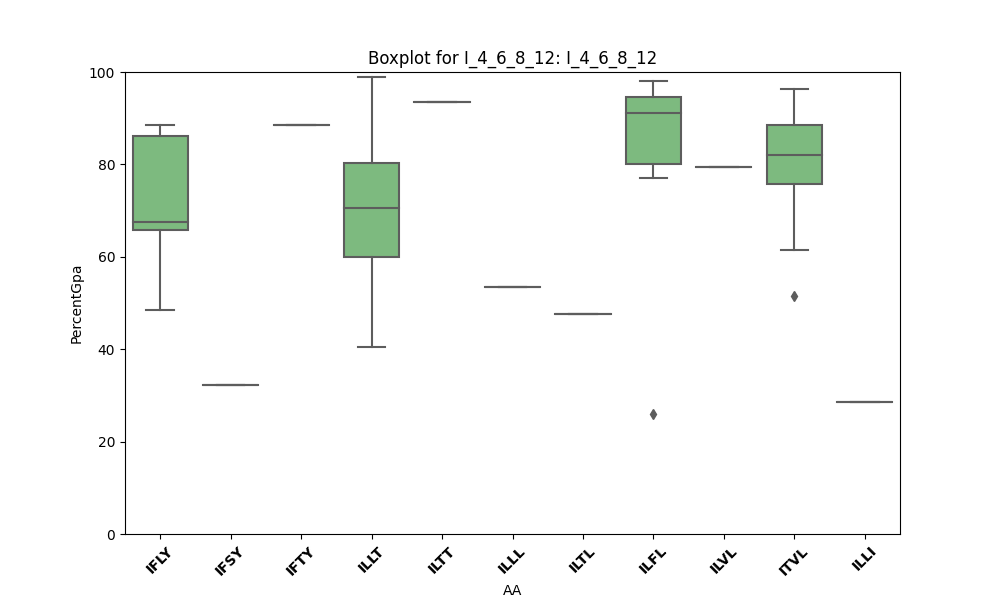 Boxplot for I_4_6_8_12: I_4_6_8_12
PercentGpa
100
80
60
40
20
0
IFLY
IFSY
IFTY
ILLT
ILTT
ILLL
ILTL
ILFL
ILVL
ITVL
ILLI
AA